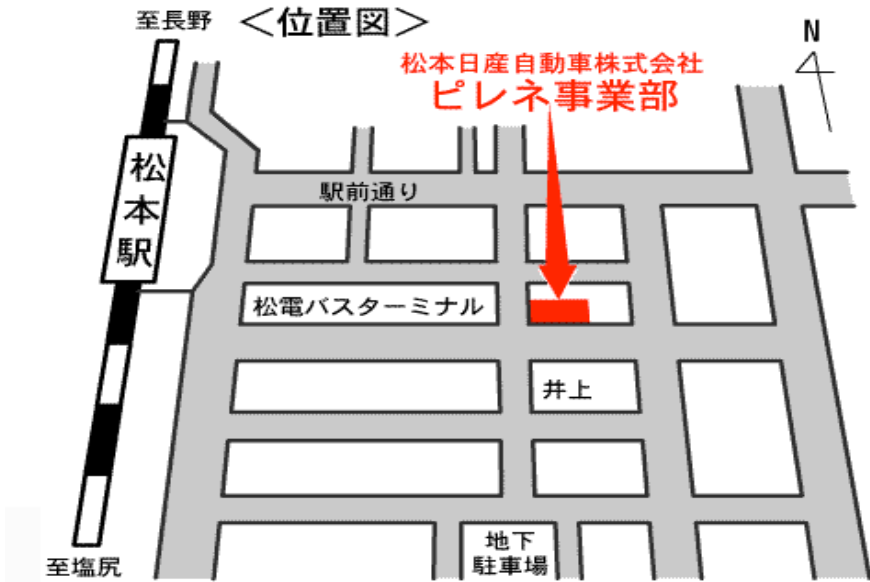 至長野
<位置図>
N
松本日産自動車株式会社
ピレネ事業部
松本駅
駅前通り
松電バスターミナル
井上
地下
駐車場
至塩尻